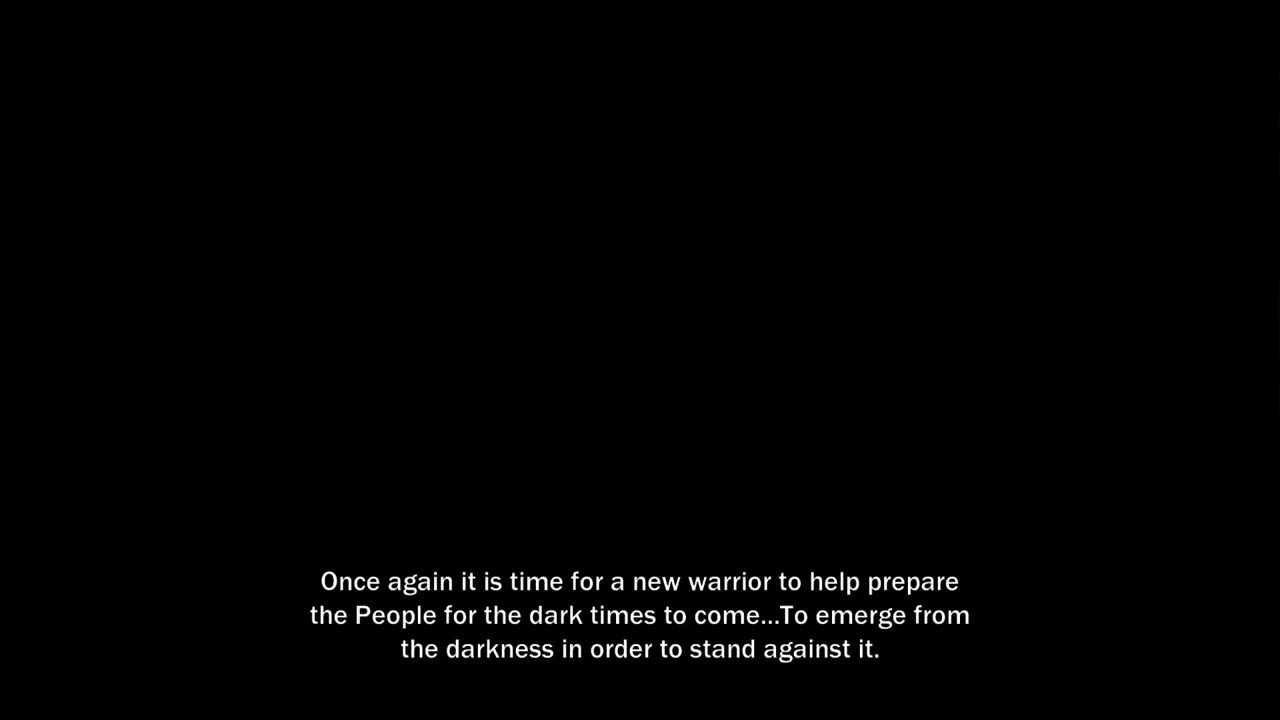 Once again it is time for a new warrior to help prepare
the People for the dark times to come...To emerge from
the darkness in order to stand against it.